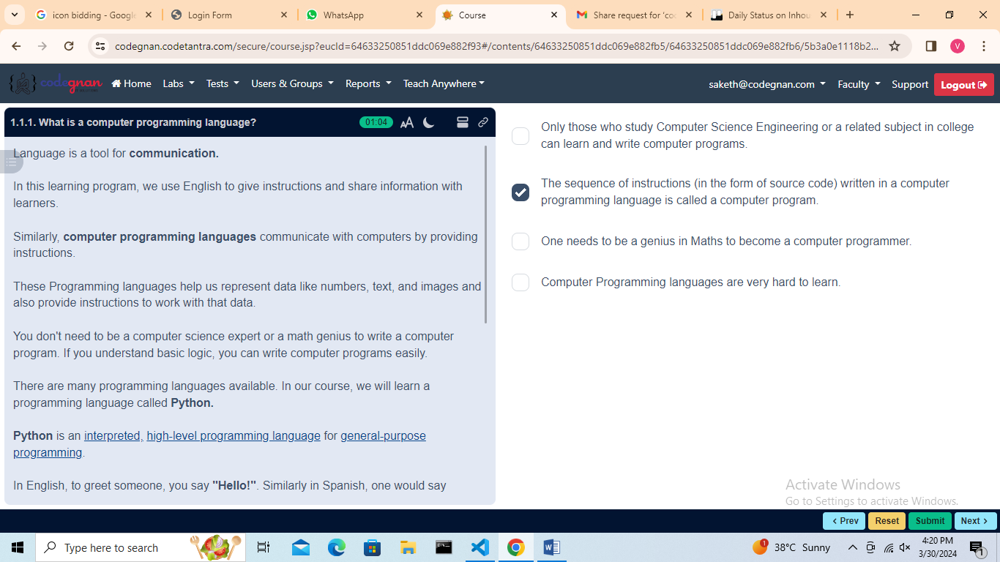 icon bidding - Google
Login Form
WhatsApp
Course
Share request for 'co
Daily Status on Inhou
codegnan.codetantra.com/secure/course.jsp?eucId=64633250851ddc069e882f93#/contents/64633250851ddc069e882fb5/64633250851ddc069e882fb6/5b3a0e1118b2...
V
codegnan
Home
Labs
Tests
Users & Groups
Reports
Teach Anywhere
saketh@codegnan.com
Faculty
Support
Logout
1.1.1. What is a computer programming language?
01:04
AA
Language is a tool for communication.
In this learning program, we use English to give instructions and share information with
learners.
Similarly, computer programming languages communicate with computers by providing
instructions.
These Programming languages help us represent data like numbers, text, and images and
also provide instructions to work with that data.
You don't need to be a computer science expert or a math genius to write a computer
program. If you understand basic logic, you can write computer programs easily.
There are many programming languages available. In our course, we will learn a
programming language called Python.
Python is an interpreted, high-level programming language for general-purpose
programming.
In English, to greet someone, you say "Hello!". Similarly in Spanish, one would say
Only those who study Computer Science Engineering or a related subject in college
can learn and write computer programs.
The sequence of instructions (in the form of source code) written in a computer
programming language is called a computer program.
One needs to be a genius in Maths to become a computer programmer.
Computer Programming languages are very hard to learn.
Activate Windows
Go to Settings to activate Windows.
< Prev
Reset
Submit
Next >
Type here to search
1
38°C Sunny
4:20 PM
3/30/2024
1